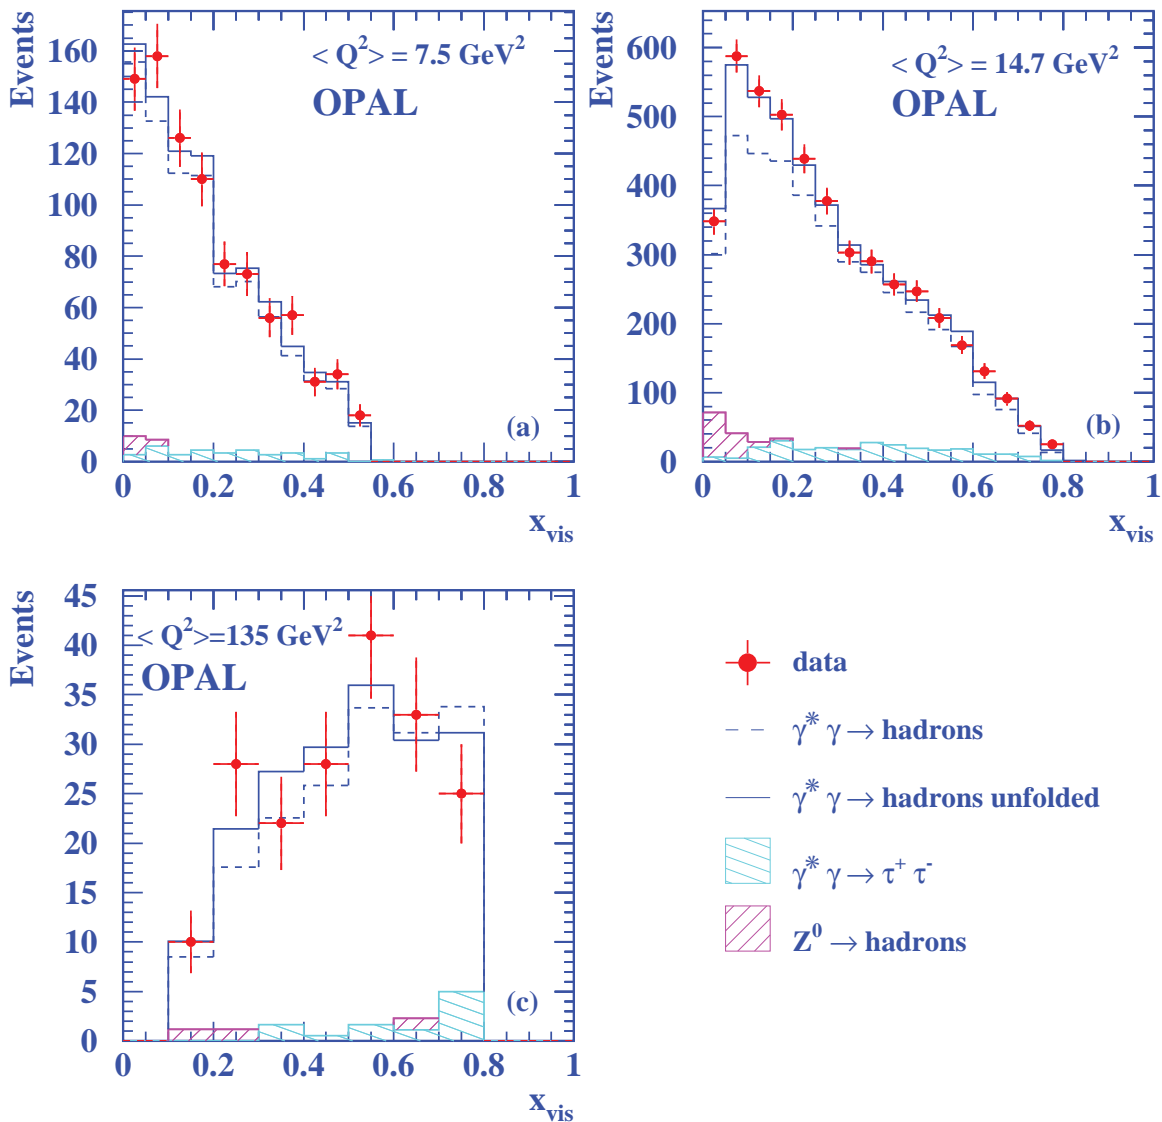 Events
160
140
120
100
80
60
40
20
0
< Q² > = 7.5 GeV²
OPAL
(a)
0 0.2 0.4 0.6 0.8 1
x_vis
Events
600
500
400
300
200
100
0
< Q² > = 14.7 GeV²
OPAL
(b)
0 0.2 0.4 0.6 0.8 1
x_vis
Events
45
40
35
30
25
20
15
10
5
0
< Q² >=135 GeV²
OPAL
(c)
0 0.2 0.4 0.6 0.8 1
x_vis
data
γ* γ → hadrons
γ* γ → hadrons unfolded
γ* γ → τ⁺ τ⁻
Z⁰ → hadrons